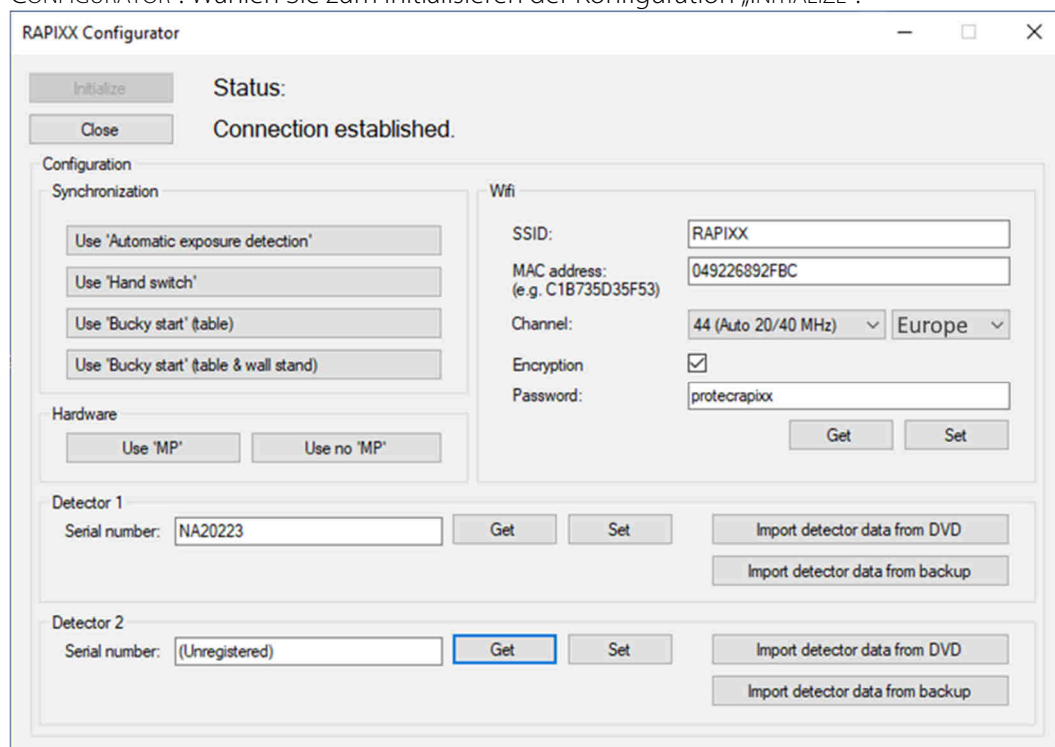 CONFIGURATOR“. Wählen Sie zum Initialisieren der Konfiguration „INITIALIZE“.
RAPIXX Configurator
Initialize
Status:
Close
Connection established.
Configuration
Synchronization
Use 'Automatic exposure detection'
Use 'Hand switch'
Use 'Bucky start' (table)
Use 'Bucky start' (table & wall stand)
Hardware
Use 'MP'
Use no 'MP'
Wifi
SSID:
RAPIXX
MAC address:
(e.g. C1B735D35F53)
049226892FBC
Channel:
44 (Auto 20/40 MHz)
Europe
Encryption
Password:
protecrapixx
Get
Set
Detector 1
Serial number:
NA20223
Get
Set
Import detector data from DVD
Import detector data from backup
Detector 2
Serial number:
(Unregistered)
Get
Set
Import detector data from DVD
Import detector data from backup